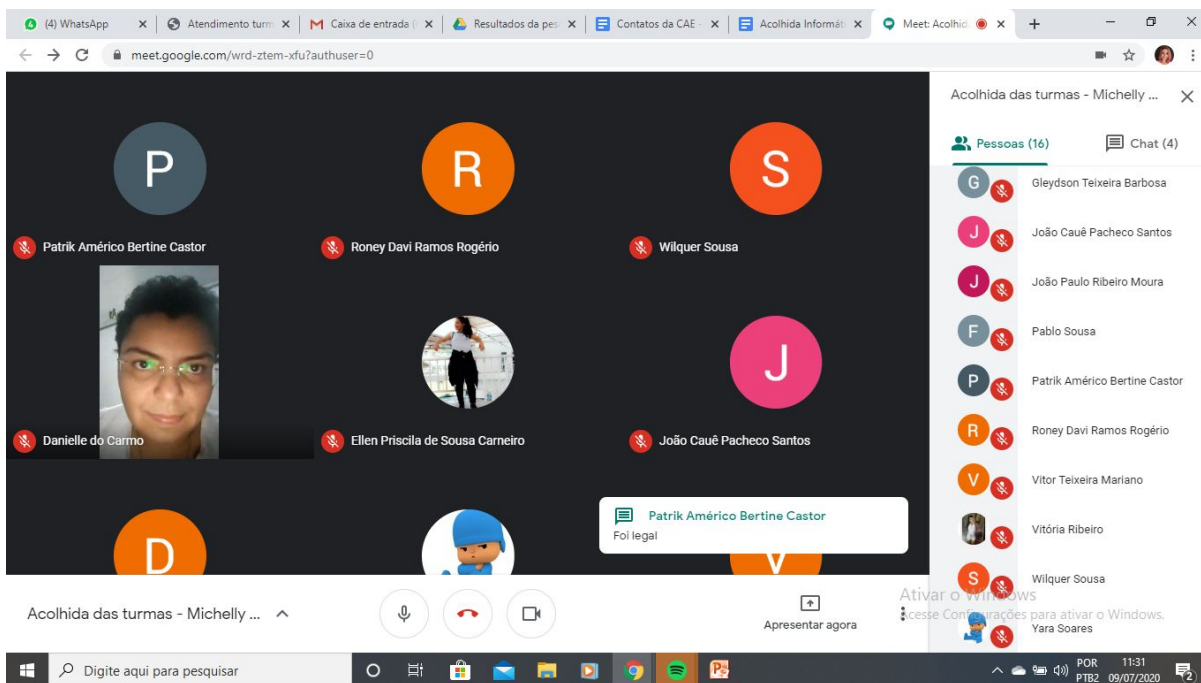 (4) WhatsApp
Atendimento turm
Caixa de entrada (
Resultados da pes
Contatos da CAE -
Acolhida Informáti
Meet: Acolhid
meet.google.com/wrd-ztem-xfu?authuser=0
Acolhida das turmas - Michelly ...
Pessoas (16)
Chat (4)
P
R
S
Patrik Américo Bertine Castor
Roney Davi Ramos Rogério
Wilquer Sousa
J
Danielle do Carmo
Ellen Priscila de Sousa Carneiro
João Cauê Pacheco Santos
D
V
Patrik Américo Bertine Castor
Foi legal
G
Gleydson Teixeira Barbosa
J
João Cauê Pacheco Santos
J
João Paulo Ribeiro Moura
F
Pablo Sousa
P
Patrik Américo Bertine Castor
R
Roney Davi Ramos Rogério
V
Vitor Teixeira Mariano
Vitória Ribeiro
S
Wilquer Sousa
Yara Soares
Ativar o Windows
Acesse Configurações para ativar o Windows.
Acolhida das turmas - Michelly ...
Apresentar agora
Digite aqui para pesquisar
POR
PTB2
11:31
09/07/2020
2